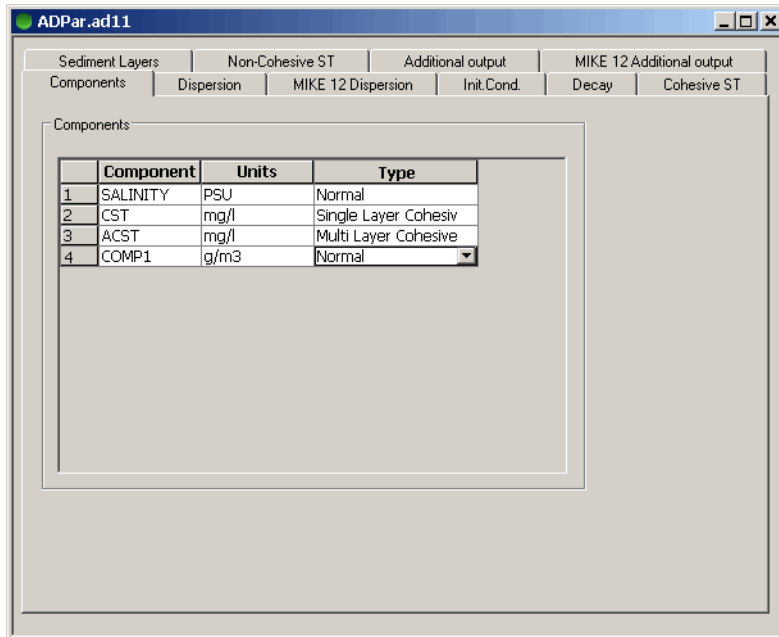 ADPar.ad11
Sediment Layers Non-Cohesive ST Additional output MIKE 12 Additional output
Components Dispersion MIKE 12 Dispersion Init.Cond. Decay Cohesive ST
Components
Component Units Type
1 SALINITY PSU Normal
2 CST mg/l Single Layer Cohesiv
3 ACST mg/l Multi Layer Cohesive
4 COMP1 g/m3 Normal